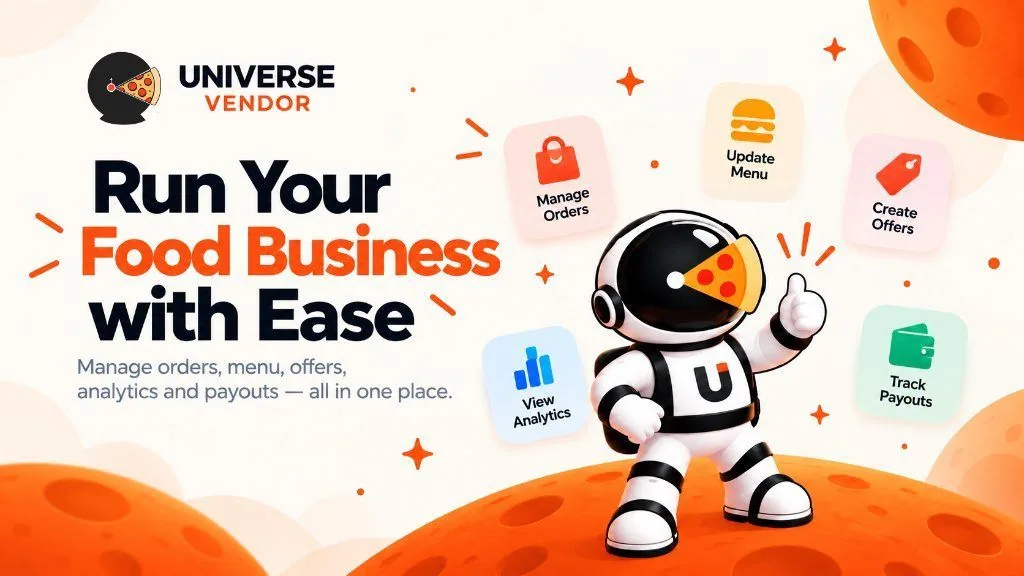 UNIVERSE
VENDOR
Run Your
Food Business
with Ease
Manage orders, menu, offers,
analytics and payouts — all in one place.
Manage
Orders
Update
Menu
Create
Offers
View
Analytics
Track
Payouts
U